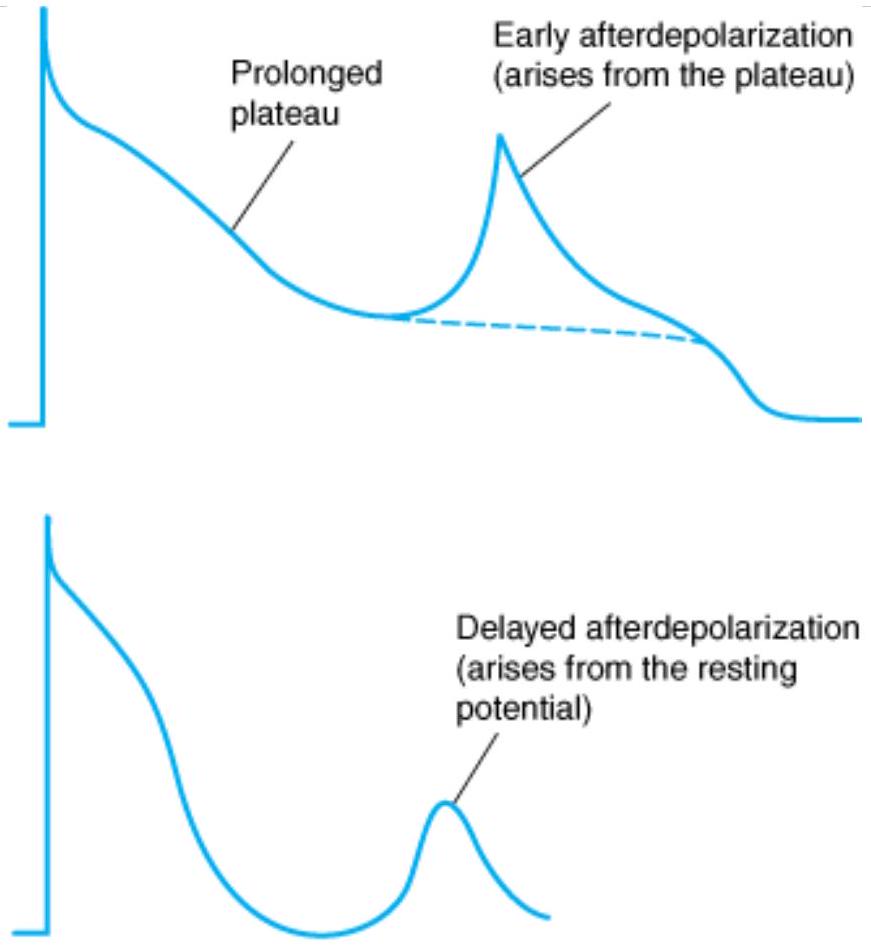 Early afterdepolarization
(arises from the plateau)
Prolonged
plateau
Delayed afterdepolarization
(arises from the resting
potential)